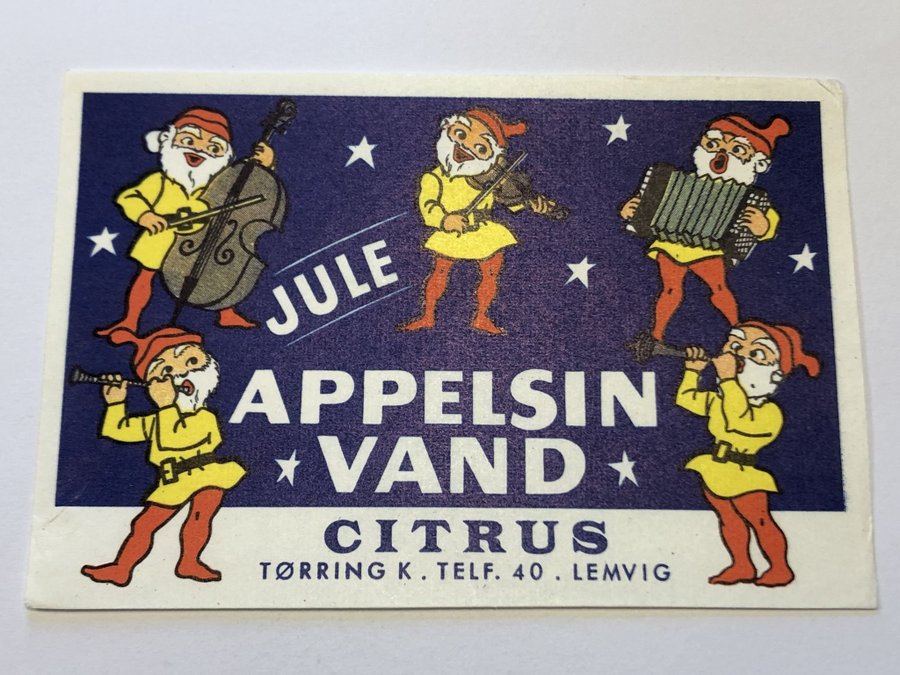 JULE
APPELSIN
VAND
CITRUS
TØRRING K. TELF. 40. LEMVIG